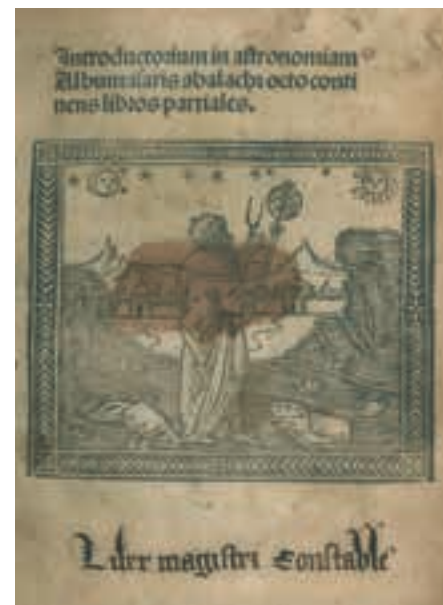 Introductorium in astronomiam
Albumasaris abalachi octo conti
nens libros partiales.
Liber magistri Constable